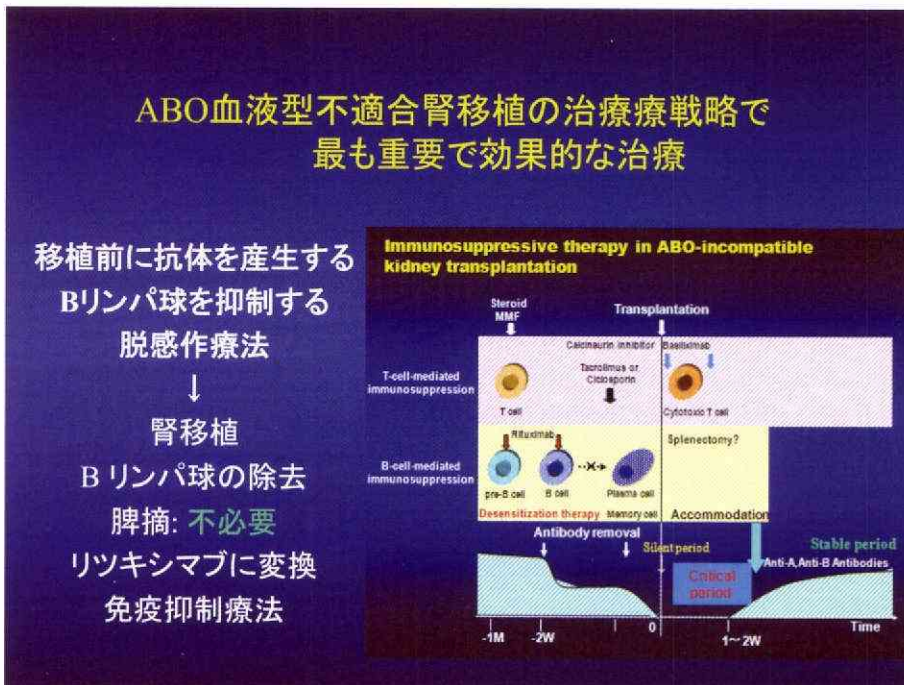 ABO血液型不適合腎移植の治療療戦略で
最も重要で効果的な治療
移植前に抗体を産生する
Bリンパ球を抑制する
脱感作療法
↓
腎移植
B リンパ球の除去
脾摘: 不必要
リツキシマブに変換
免疫抑制療法
Immunosuppressive therapy in ABO-incompatible
kidney transplantation
Steroid
MMF
Transplantation
Calcineurin inhibitor
Basiliximab
T-cell-mediated
immunosuppression
Tacrolimus or
Ciclosporin
T cell
Cytotoxic T cell
Rituximab
Splenectomy?
B-cell-mediated
immunosuppression
pre-B cell
B cell
Plasma cell
Desensitization therapy
Memory cell
Accommodation
Antibody removal
Silent period
Stable period
Anti-A,Anti-B Antibodies
Critical
period
-1M
-2W
0
1~2W
Time